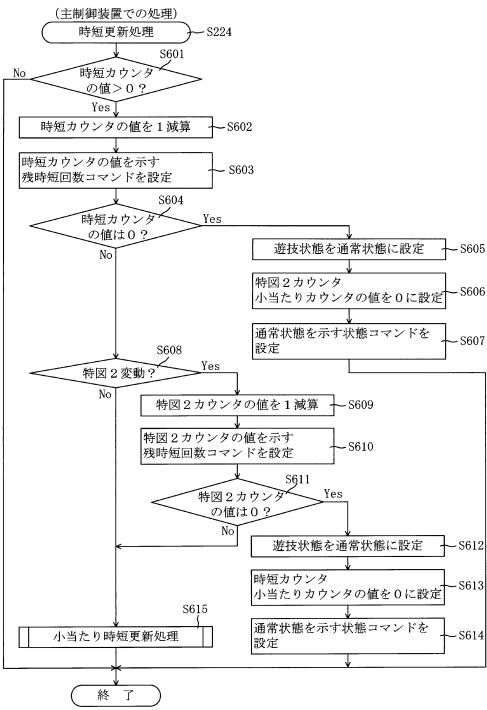 (主制御装置での処理)
時短更新処理
S224
S601
時短カウンタ
の値＞０？
No
Yes
時短カウンタの値を１減算
S602
時短カウンタの値を示す
残時短回数コマンドを設定
S603
S604
時短カウンタ
の値は０？
Yes
No
遊技状態を通常状態に設定
S605
特図２カウンタ
小当たりカウンタの値を０に設定
S606
通常状態を示す状態コマンドを
設定
S607
S608
特図２変動？
Yes
No
特図２カウンタの値を１減算
S609
特図２カウンタの値を示す
残時短回数コマンドを設定
S610
S611
特図２カウンタ
の値は０？
Yes
No
遊技状態を通常状態に設定
S612
時短カウンタ
小当たりカウンタの値を０に設定
S613
通常状態を示す状態コマンドを
設定
S614
S615
小当たり時短更新処理
終 了